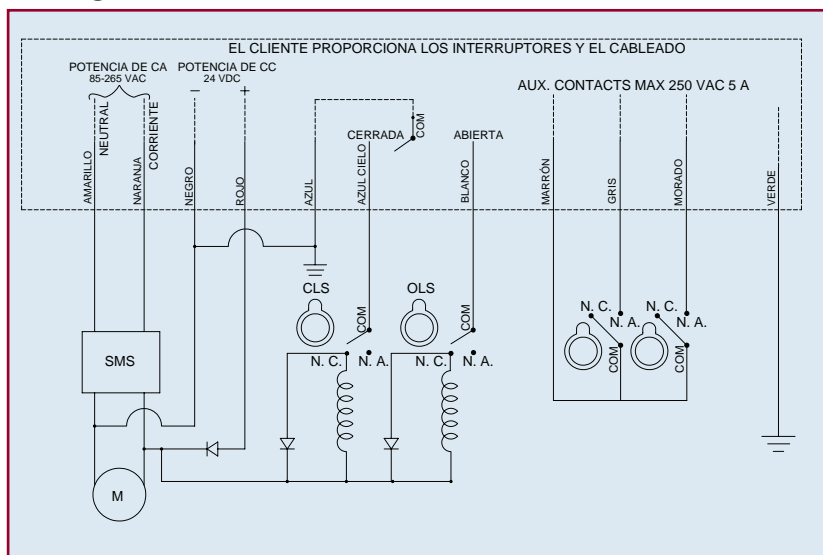 EL CLIENTE PROPORCIONA LOS INTERRUPTORES Y EL CABLEADO
POTENCIA DE CA
85-265 VAC
POTENCIA DE CC
24 VDC
AUX. CONTACTS MAX 250 VAC 5 A
NEUTRAL
CORRIENTE
−
+
COM
CERRADA
ABIERTA
AMARILLO
NARANJA
NEGRO
ROJO
AZUL
AZUL CIELO
BLANCO
MARRÓN
GRIS
MORADO
VERDE
CLS
OLS
COM
COM
N. C.
N. A.
N. C.
N. A.
N. C.
N. A.
COM
N. C.
N. A.
COM
SMS
M